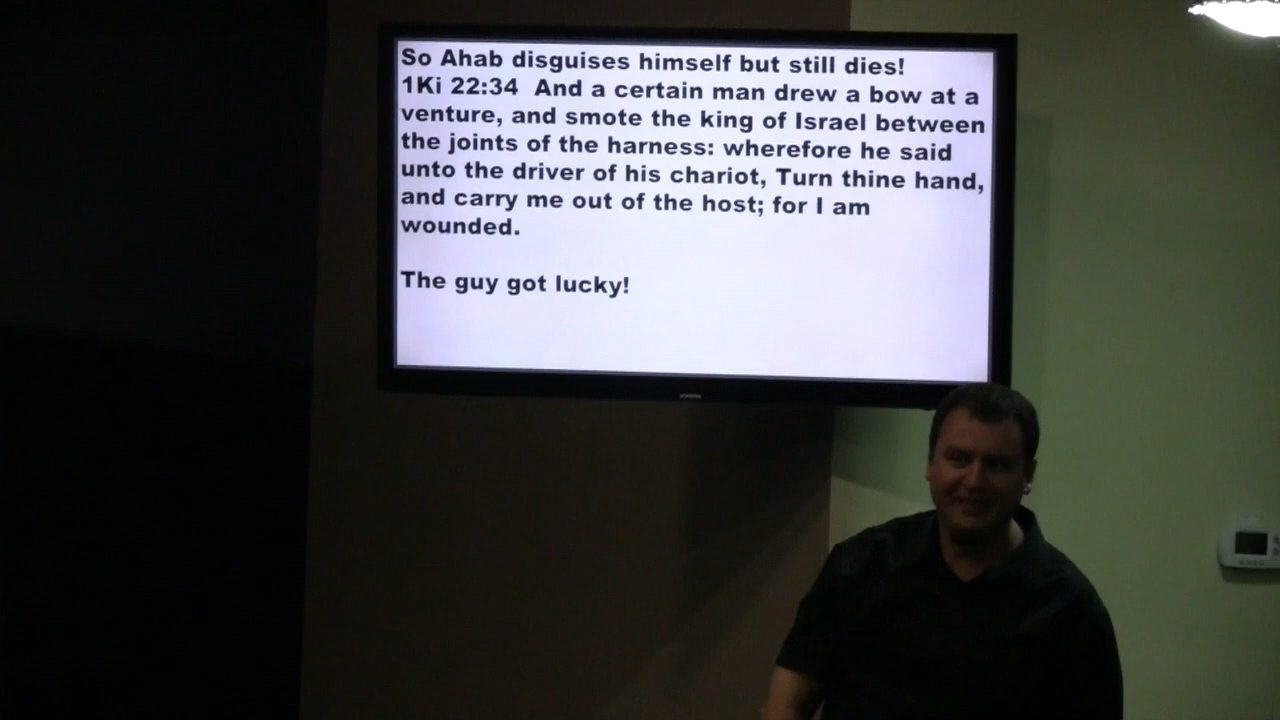 So Ahab disguises himself but still dies!
1Ki 22:34 And a certain man drew a bow at a
venture, and smote the king of Israel between
the joints of the harness: wherefore he said
unto the driver of his chariot, Turn thine hand,
and carry me out of the host; for I am
wounded.
The guy got lucky!